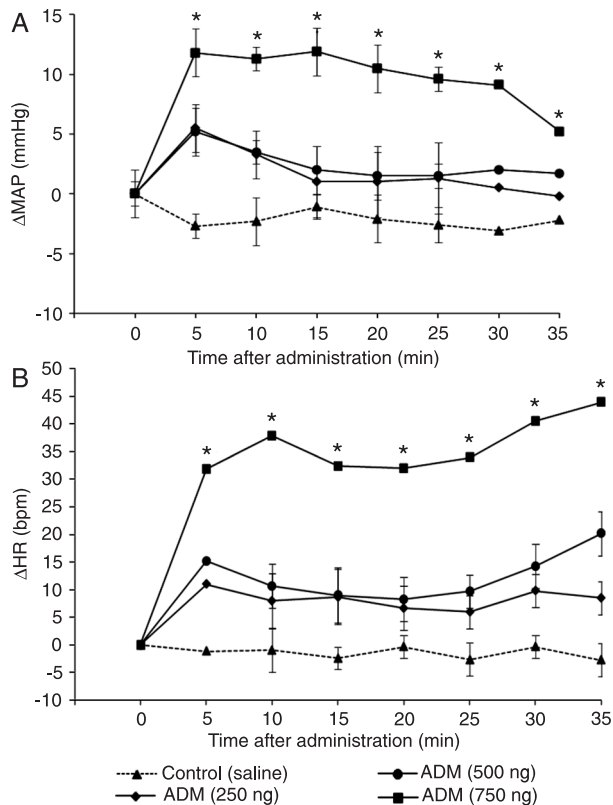 A
ΔMAP (mmHg)
15
10
5
0
-5
-10
* * * * * * *
0 5 10 15 20 25 30 35
Time after administration (min)
B
ΔHR (bpm)
50
45
40
35
30
25
20
15
10
5
0
-5
-10
* * * * * * *
0 5 10 15 20 25 30 35
Time after administration (min)
Control (saline)
ADM (500 ng)
ADM (250 ng)
ADM (750 ng)